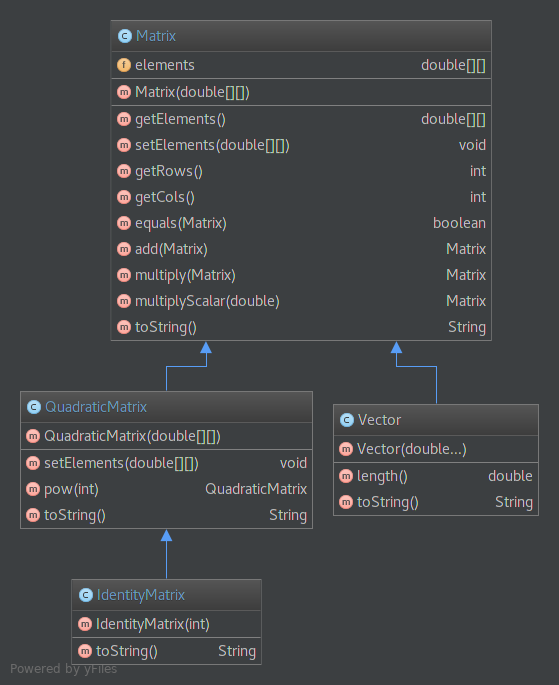 C Matrix
f elements double[][]
m Matrix(double[][])
m getElements() double[][]
m setElements(double[][]) void
m getRows() int
m getCols() int
m equals(Matrix) boolean
m add(Matrix) Matrix
m multiply(Matrix) Matrix
m multiplyScalar(double) Matrix
m toString() String
C QuadraticMatrix
m QuadraticMatrix(double[][])
m setElements(double[][]) void
m pow(int) QuadraticMatrix
m toString() String
C Vector
m Vector(double...)
m length() double
m toString() String
C IdentityMatrix
m IdentityMatrix(int)
m toString() String
Powered by yFiles